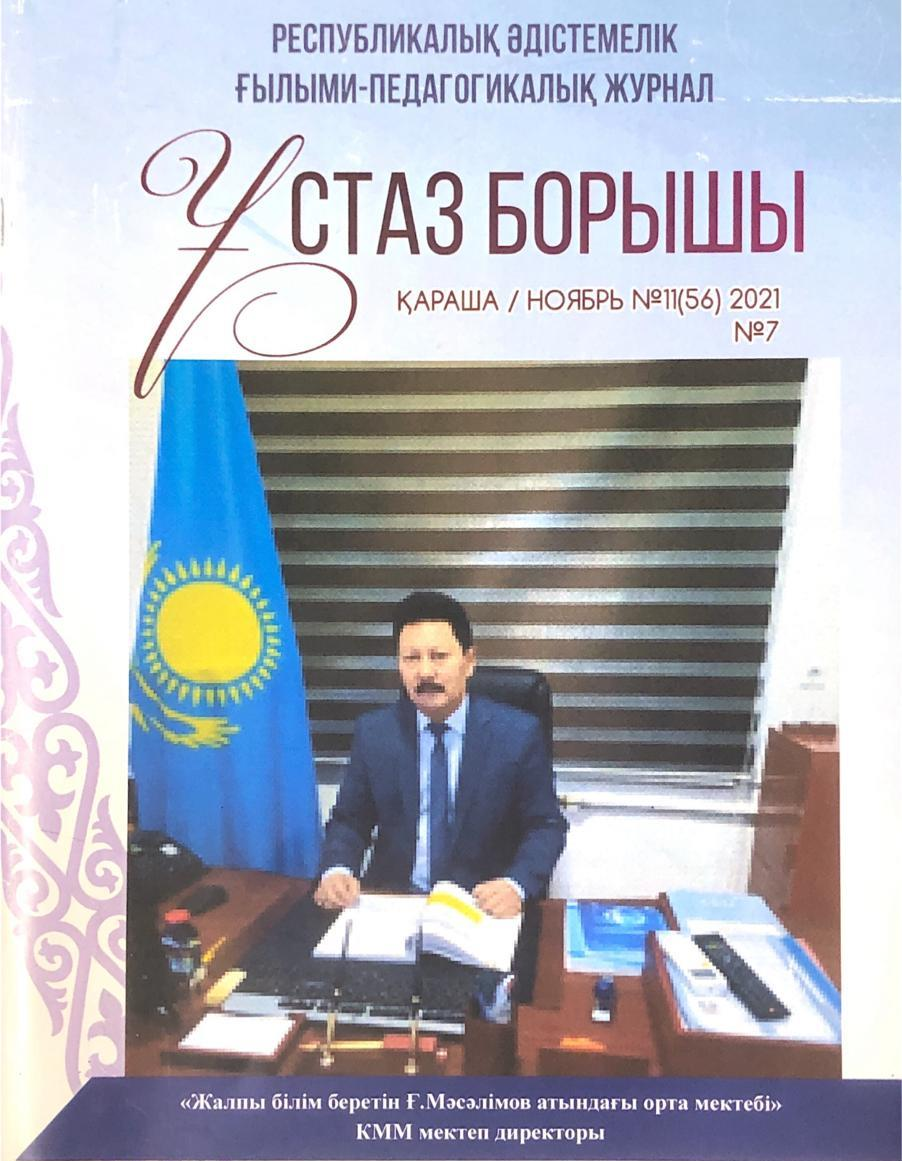 РЕСПУБЛИКАЛЫҚ ӘДІСТЕМЕЛІК
ҒЫЛЫМИ-ПЕДАГОГИКАЛЫҚ ЖУРНАЛ
ҰСТАЗ БОРЫШЫ
ҚАРАША / НОЯБРЬ №11(56) 2021
№7
«Жалпы білім беретін Ғ.Мәсәлімов атындағы орта мектебі»
КММ мектеп директоры